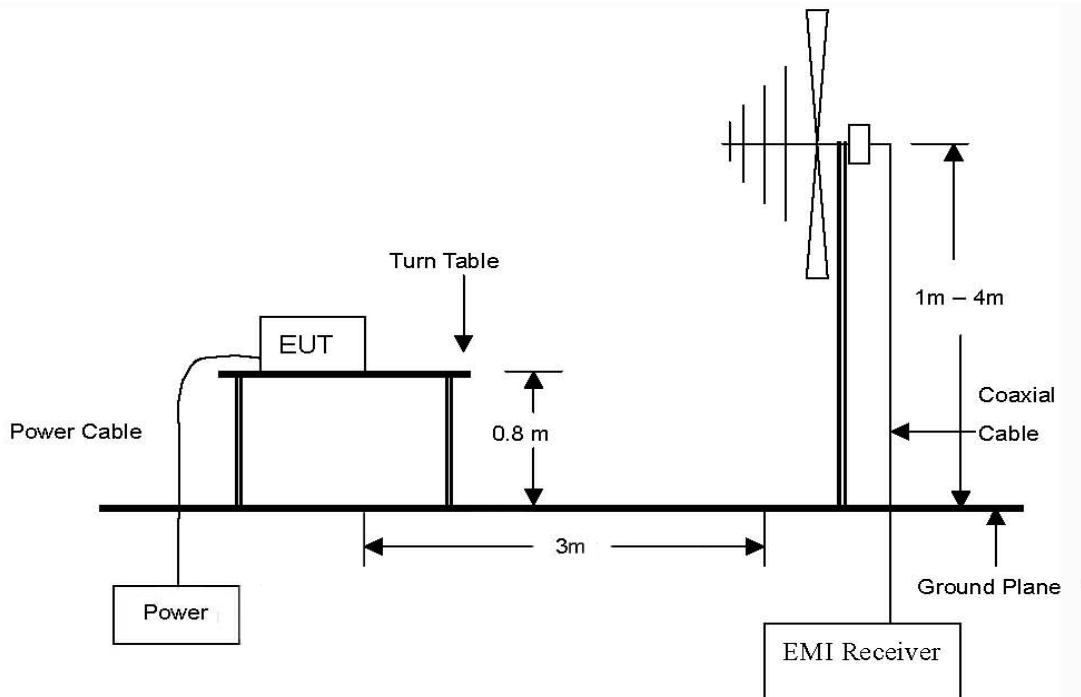 Turn Table
EUT
1m – 4m
Coaxial
Cable
Power Cable
0.8 m
3m
Ground Plane
Power
EMI Receiver